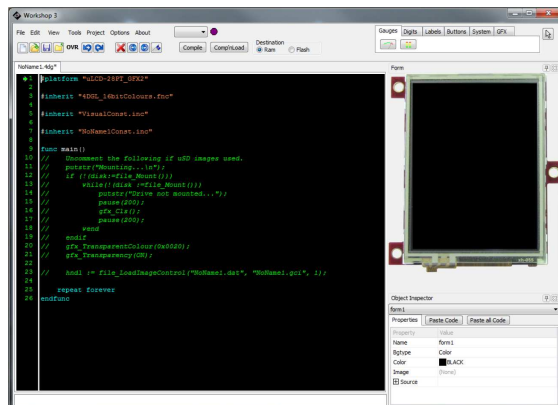 Workshop 3
File Edit View Tools Project Options About
OVR
Compile
Comp'nLoad
Destination
Ram
Flash
Gauges Digits Labels Buttons System GFX
NoName1.4dg*
1 #platform "uLCD-28PT_GFX2"
2
3 #inherit "4DGL_16bitColours.fnc"
4
5 #inherit "VisualConst.inc"
6
7 #inherit "NoName1Const.inc"
8
9 func main()
10 // Uncomment the following if uSD images used.
11 // putstr("Mounting...\n");
12 // if (!(disk:=file_Mount()))
13 // while(!(disk :=file_Mount()))
14 // putstr("Drive not mounted...");
15 // pause(200);
16 // gfx_Cls();
17 // pause(200);
18 // wend
19 // endif
20 // gfx_TransparentColour(0x0020);
21 // gfx_Transparency(ON);
22
23 // hndl := file_LoadImageControl("NoName1.dat", "NoName1.gci", 1);
24
25 repeat forever
26 endfunc
Form
Object Inspector
form1
Properties
Paste Code
Paste all Code
Property Value
Name form1
Bgtype Color
Color BLACK
Image (None)
Source